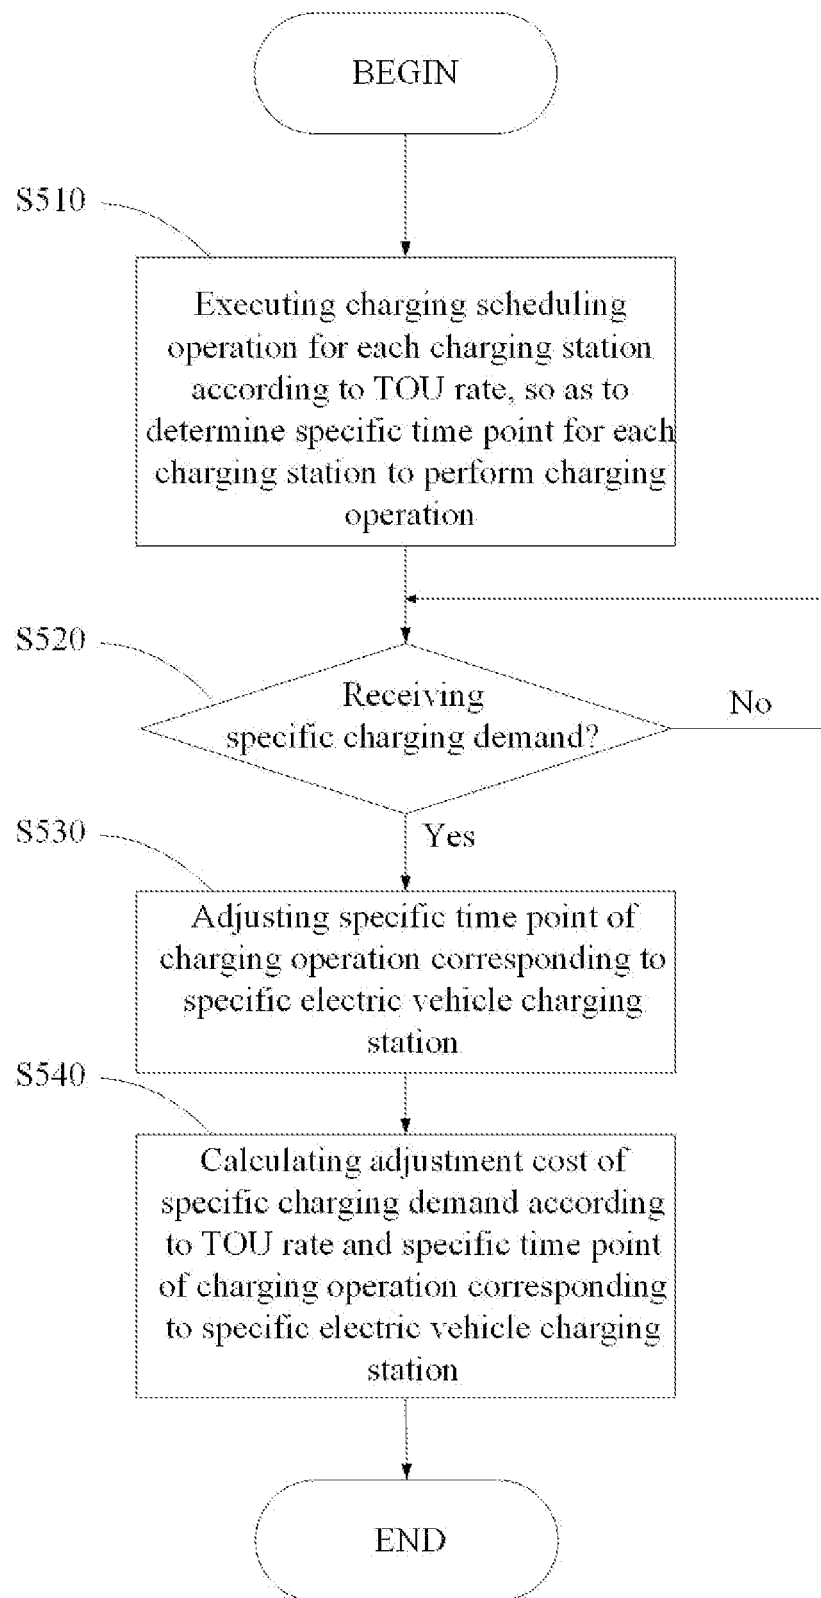 BEGIN
S510
Executing charging scheduling
operation for each charging station
according to TOU rate, so as to
determine specific time point for each
charging station to perform charging
operation
S520
Receiving
specific charging demand?
No
Yes
S530
Adjusting specific time point of
charging operation corresponding to
specific electric vehicle charging
station
S540
Calculating adjustment cost of
specific charging demand according
to TOU rate and specific time point
of charging operation corresponding
to specific electric vehicle charging
station
END